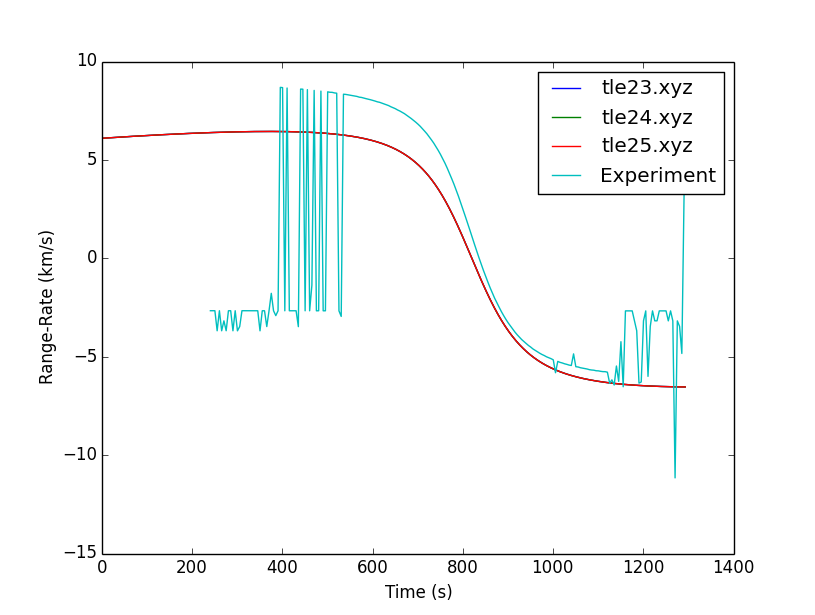 10
5
0
−5
−10
−15
Range-Rate (km/s)
tle23.xyz
tle24.xyz
tle25.xyz
Experiment
0 200 400 600 800 1000 1200 1400
Time (s)